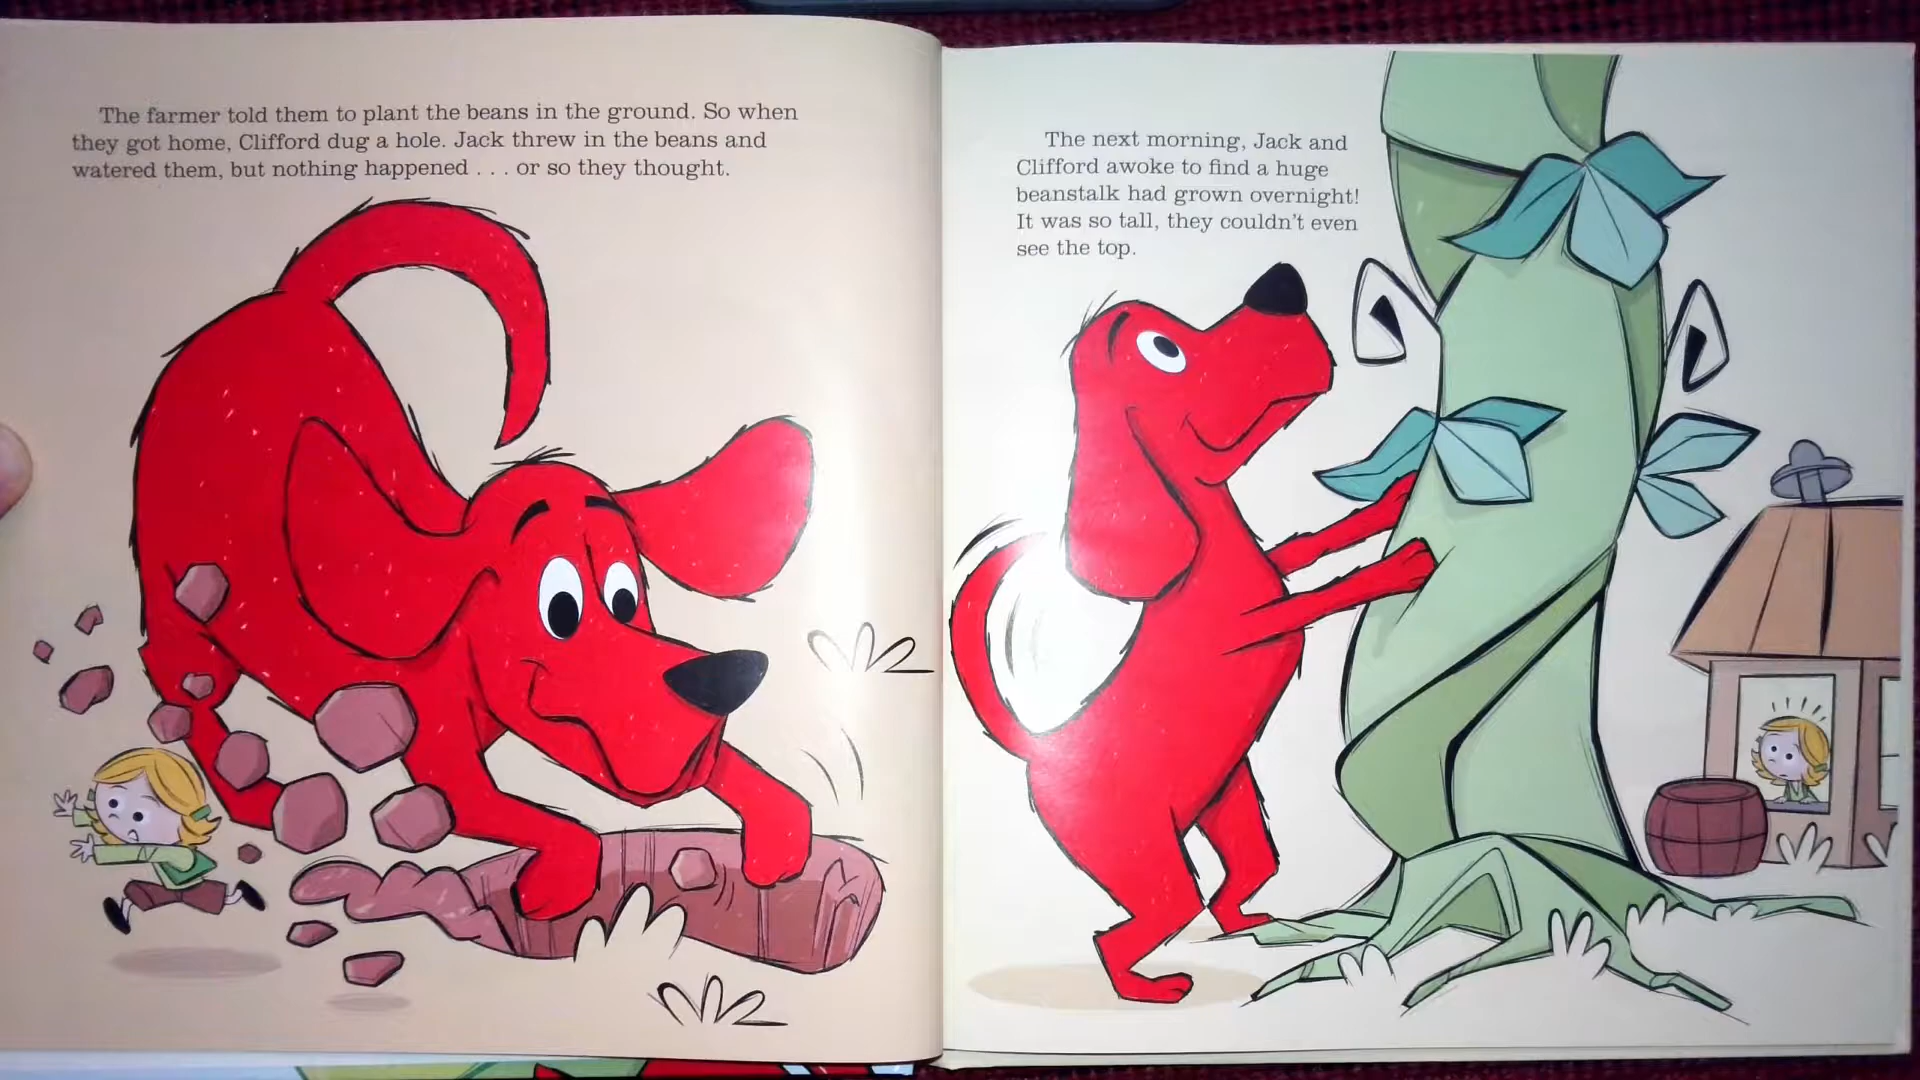 The farmer told them to plant the beans in the ground. So when
they got home, Clifford dug a hole. Jack threw in the beans and
watered them, but nothing happened . . . or so they thought.
The next morning, Jack and
Clifford awoke to find a huge
beanstalk had grown overnight!
It was so tall, they couldn't even
see the top.